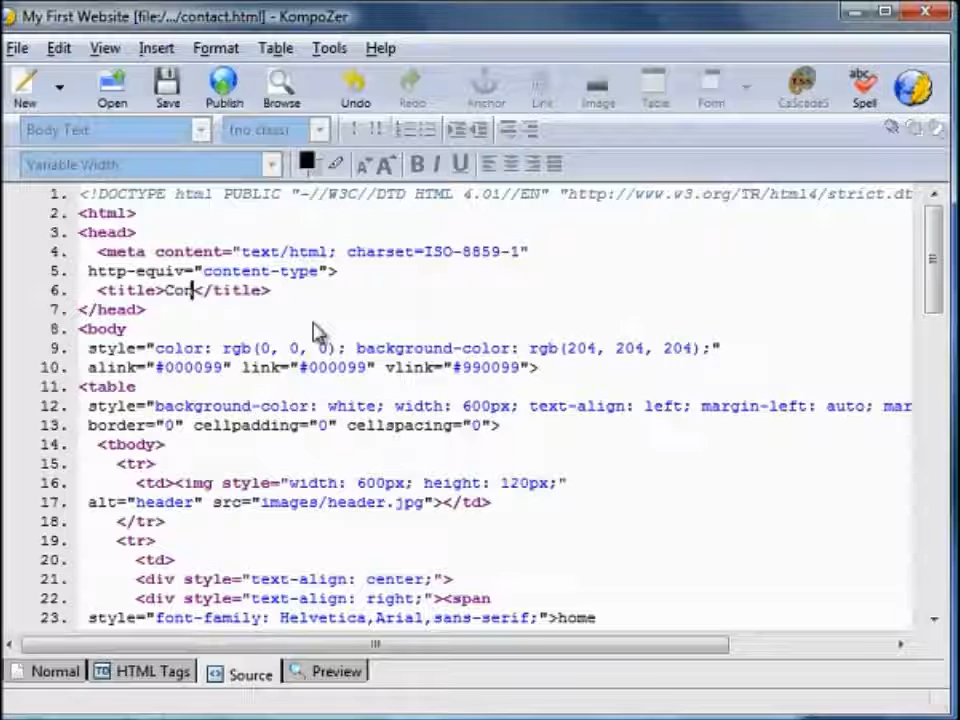 My First Website [file:/.../contact.html] - KompoZer
File Edit View Insert Format Table Tools Help
New Open Save Publish Browse Undo Redo Anchor Link Image Table Form CaScadeS Spell
Body Text (no class)
Variable Width
1. <!DOCTYPE html PUBLIC "-//W3C//DTD HTML 4.01//EN" "http://www.w3.org/TR/html4/strict.dt
2. <html>
3. <head>
4. <meta content="text/html; charset=ISO-8859-1"
5. http-equiv="content-type">
6. <title>Con</title>
7. </head>
8. <body
9. style="color: rgb(0, 0, 0); background-color: rgb(204, 204, 204);"
10. alink="#000099" link="#000099" vlink="#990099">
11. <table
12. style="background-color: white; width: 600px; text-align: left; margin-left: auto; mar
13. border="0" cellpadding="0" cellspacing="0">
14. <tbody>
15. <tr>
16. <td><img style="width: 600px; height: 120px;"
17. alt="header" src="images/header.jpg"></td>
18. </tr>
19. <tr>
20. <td>
21. <div style="text-align: center;">
22. <div style="text-align: right;"><span
23. style="font-family: Helvetica,Arial,sans-serif;">home
Normal HTML Tags Source Preview